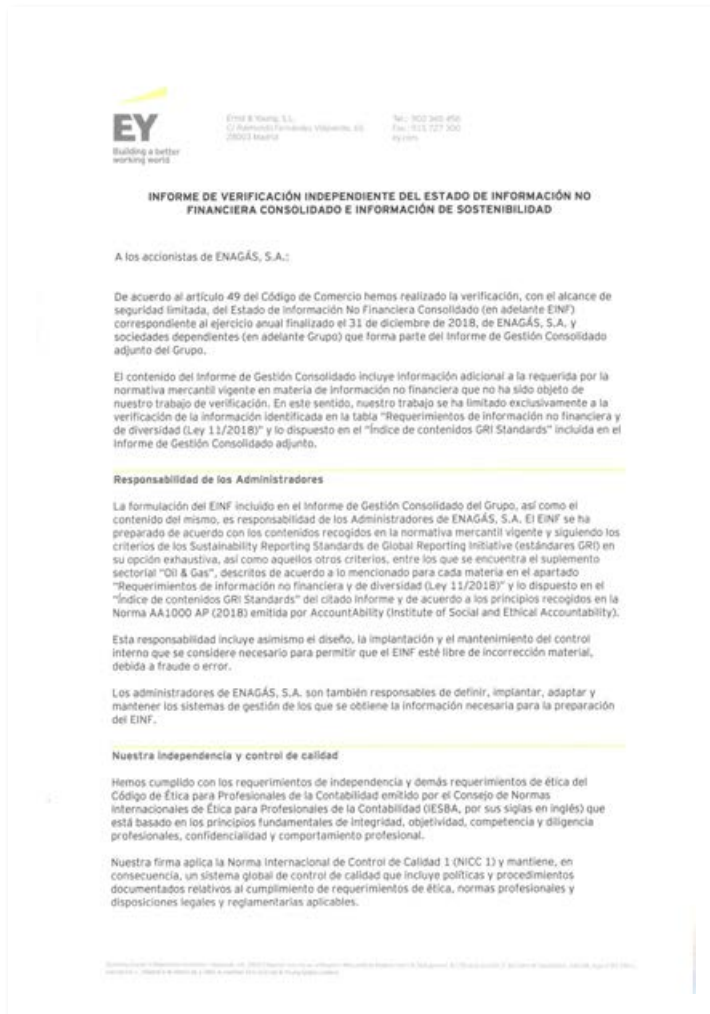 EY
Building a better
working world
Ernst & Young, S.L.
C/ Raimundo Fernández Villaverde, 65
28003 Madrid
Tel.: 902 365 456
Fax.: 915 727 300
ey.com
INFORME DE VERIFICACIÓN INDEPENDIENTE DEL ESTADO DE INFORMACIÓN NO
FINANCIERA CONSOLIDADO E INFORMACIÓN DE SOSTENIBILIDAD
A los accionistas de ENAGÁS, S.A.:
De acuerdo al artículo 49 del Código de Comercio hemos realizado la verificación, con el alcance de
seguridad limitada, del Estado de Información No Financiera Consolidado (en adelante EINF)
correspondiente al ejercicio anual finalizado el 31 de diciembre de 2018, de ENAGÁS, S.A. y
sociedades dependientes (en adelante Grupo) que forma parte del Informe de Gestión Consolidado
adjunto del Grupo.
El contenido del Informe de Gestión Consolidado incluye información adicional a la requerida por la
normativa mercantil vigente en materia de información no financiera que no ha sido objeto de
nuestro trabajo de verificación. En este sentido, nuestro trabajo se ha limitado exclusivamente a la
verificación de la información identificada en la tabla "Requerimientos de información no financiera y
de diversidad (Ley 11/2018)" y lo dispuesto en el "Índice de contenidos GRI Standards" incluida en el
Informe de Gestión Consolidado adjunto.
Responsabilidad de los Administradores
La formulación del EINF incluido en el Informe de Gestión Consolidado del Grupo, así como el
contenido del mismo, es responsabilidad de los Administradores de ENAGÁS, S.A. El EINF se ha
preparado de acuerdo con los contenidos recogidos en la normativa mercantil vigente y siguiendo los
criterios de los Sustainability Reporting Standards de Global Reporting Initiative (estándares GRI) en
su opción exhaustiva, así como aquellos otros criterios, entre los que se encuentra el suplemento
sectorial "Oil & Gas", descritos de acuerdo a lo mencionado para cada materia en el apartado
"Requerimientos de información no financiera y de diversidad (Ley 11/2018)" y lo dispuesto en el
"Índice de contenidos GRI Standards" del citado Informe y de acuerdo a los principios recogidos en la
Norma AA1000 AP (2018) emitida por AccountAbility (Institute of Social and Ethical Accountability).
Esta responsabilidad incluye asimismo el diseño, la implantación y el mantenimiento del control
interno que se considere necesario para permitir que el EINF esté libre de incorrección material,
debida a fraude o error.
Los administradores de ENAGÁS, S.A. son también responsables de definir, implantar, adaptar y
mantener los sistemas de gestión de los que se obtiene la información necesaria para la preparación
del EINF.
Nuestra independencia y control de calidad
Hemos cumplido con los requerimientos de independencia y demás requerimientos de ética del
Código de Ética para Profesionales de la Contabilidad emitido por el Consejo de Normas
Internacionales de Ética para Profesionales de la Contabilidad (IESBA, por sus siglas en inglés) que
está basado en los principios fundamentales de integridad, objetividad, competencia y diligencia
profesionales, confidencialidad y comportamiento profesional.
Nuestra firma aplica la Norma Internacional de Control de Calidad 1 (NICC 1) y mantiene, en
consecuencia, un sistema global de control de calidad que incluye políticas y procedimientos
documentados relativos al cumplimiento de requerimientos de ética, normas profesionales y
disposiciones legales y reglamentarias aplicables.